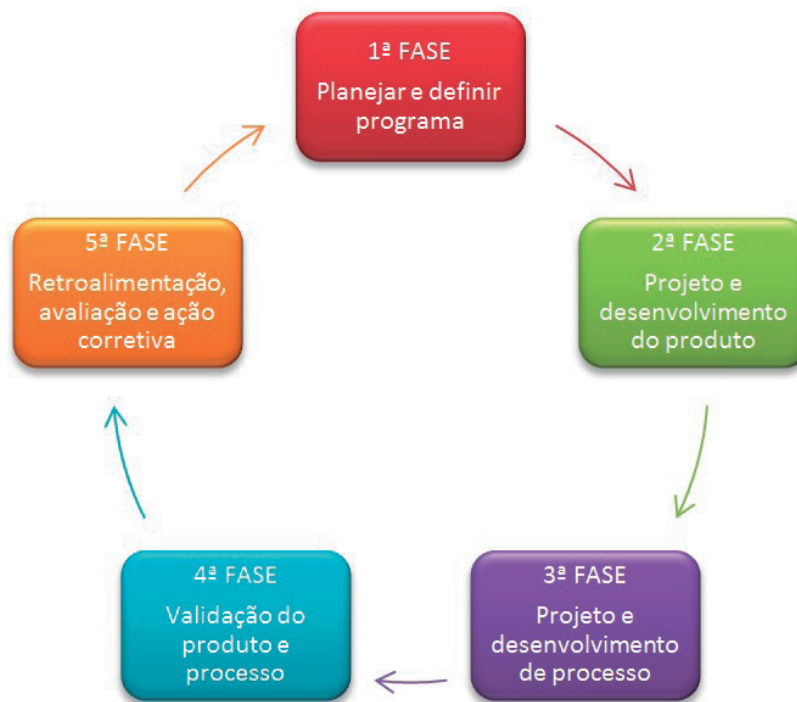 1ª FASE
Planejar e definir
programa
2ª FASE
Projeto e
desenvolvimento
do produto
3ª FASE
Projeto e
desenvolvimento
de processo
4ª FASE
Validação do
produto e
processo
5ª FASE
Retroalimentação,
avaliação e ação
corretiva